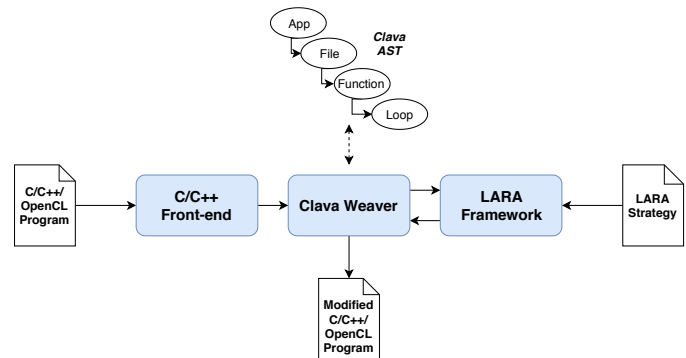 App
File
Function
Loop
Clava
AST
C/C++/
OpenCL
Program
C/C++
Front-end
Clava Weaver
LARA
Framework
LARA
Strategy
Modified
C/C++/
OpenCL
Program